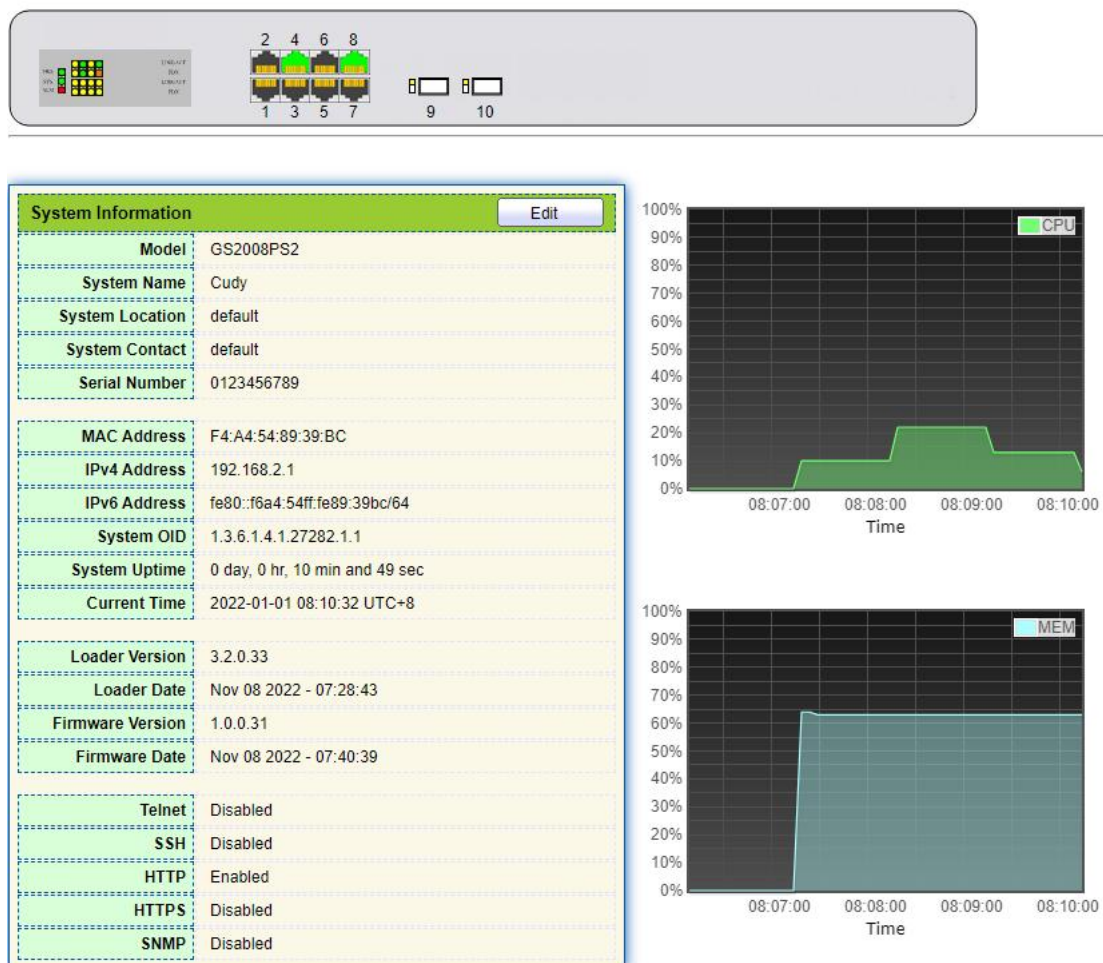 2 4 6 8
1 3 5 7 9 10
System Information Edit
Model GS2008PS2
System Name Cudy
System Location default
System Contact default
Serial Number 0123456789
MAC Address F4:A4:54:89:39:BC
IPv4 Address 192.168.2.1
IPv6 Address fe80::f6a4:54ff:fe89:39bc/64
System OID 1.3.6.1.4.1.27282.1.1
System Uptime 0 day, 0 hr, 10 min and 49 sec
Current Time 2022-01-01 08:10:32 UTC+8
Loader Version 3.2.0.33
Loader Date Nov 08 2022 - 07:28:43
Firmware Version 1.0.0.31
Firmware Date Nov 08 2022 - 07:40:39
Telnet Disabled
SSH Disabled
HTTP Enabled
HTTPS Disabled
SNMP Disabled
CPU
100%
90%
80%
70%
60%
50%
40%
30%
20%
10%
0%
08:07:00 08:08:00 08:09:00 08:10:00
Time
MEM
100%
90%
80%
70%
60%
50%
40%
30%
20%
10%
0%
08:07:00 08:08:00 08:09:00 08:10:00
Time